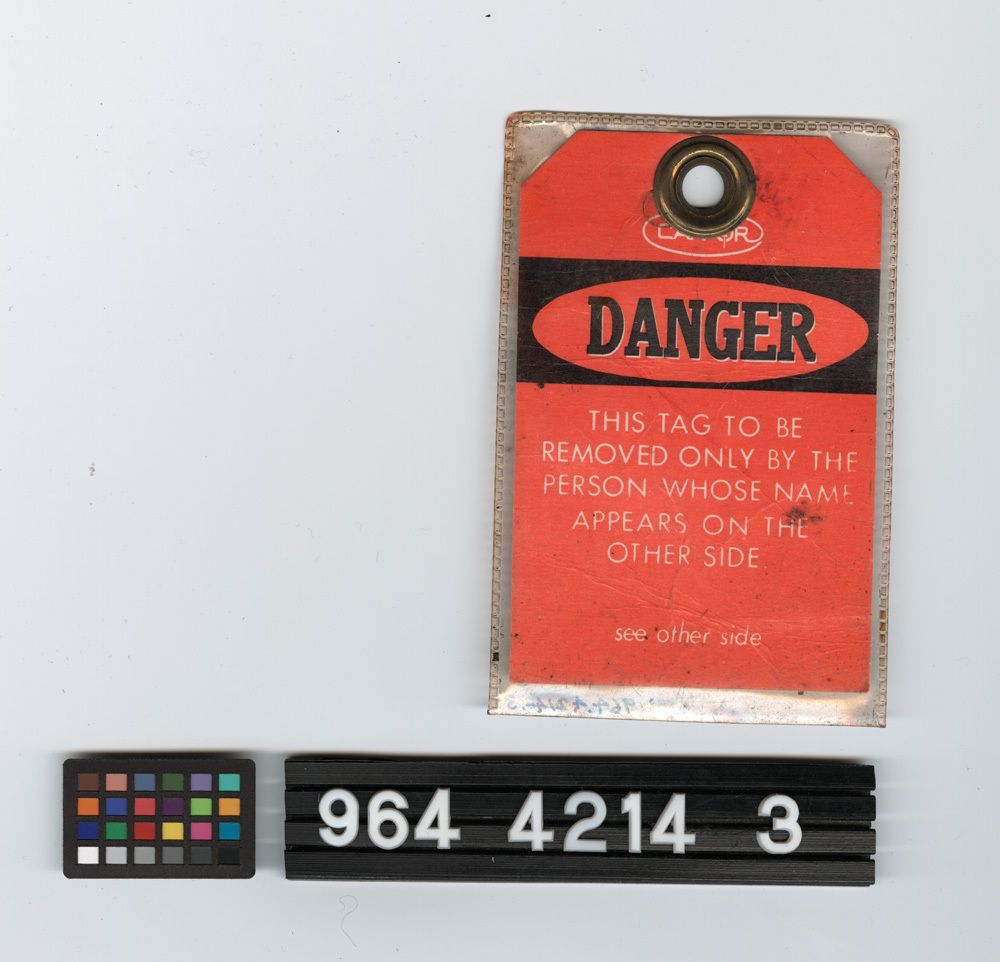 DANGER
THIS TAG TO BE
REMOVED ONLY BY THE
PERSON WHOSE NAME
APPEARS ON THE
OTHER SIDE.
see other side
964 4214 3